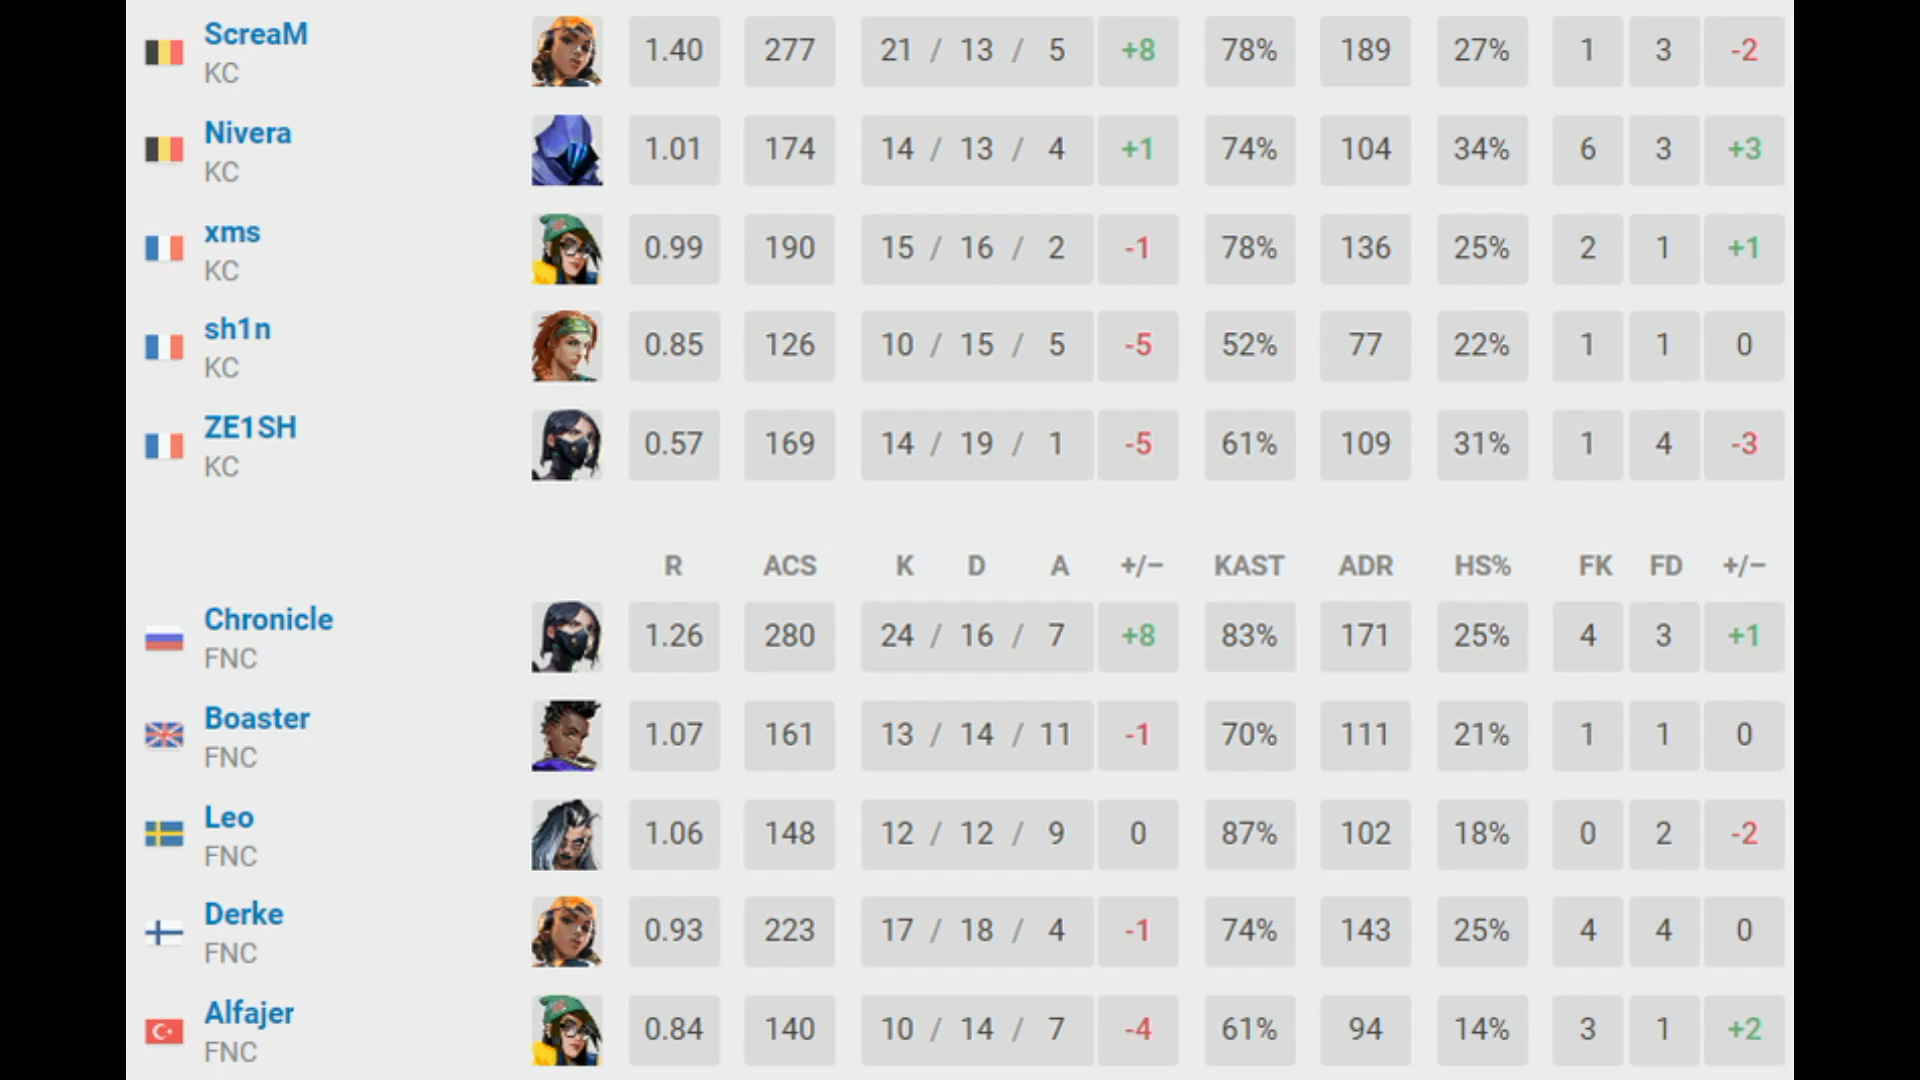 ScreaM 1.40 277 21 / 13 / 5 +8 78% 189 27% 1 3 -2
KC
Nivera 1.01 174 14 / 13 / 4 +1 74% 104 34% 6 3 +3
KC
xms 0.99 190 15 / 16 / 2 -1 78% 136 25% 2 1 +1
KC
sh1n 0.85 126 10 / 15 / 5 -5 52% 77 22% 1 1 0
KC
ZE1SH 0.57 169 14 / 19 / 1 -5 61% 109 31% 1 4 -3
KC
R ACS K D A +/− KAST ADR HS% FK FD +/−
Chronicle 1.26 280 24 / 16 / 7 +8 83% 171 25% 4 3 +1
FNC
Boaster 1.07 161 13 / 14 / 11 -1 70% 111 21% 1 1 0
FNC
Leo 1.06 148 12 / 12 / 9 0 87% 102 18% 0 2 -2
FNC
Derke 0.93 223 17 / 18 / 4 -1 74% 143 25% 4 4 0
FNC
Alfajer 0.84 140 10 / 14 / 7 -4 61% 94 14% 3 1 +2
FNC